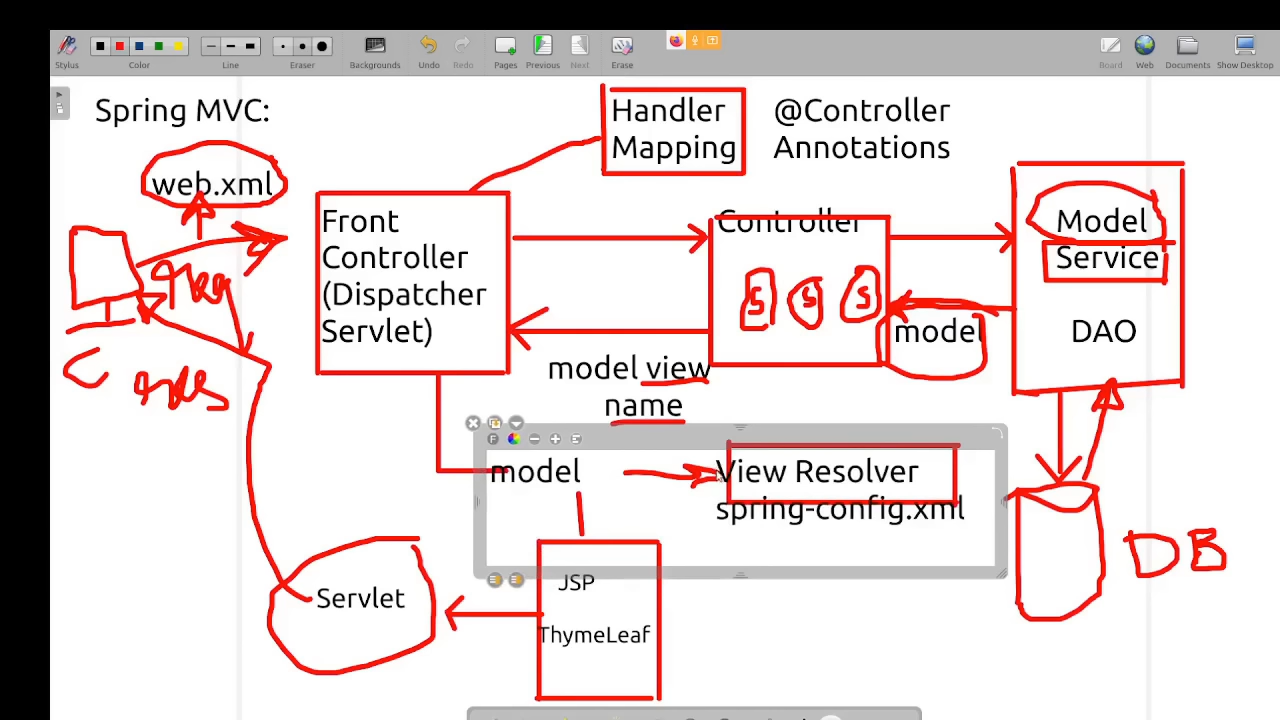 Stylus
Color
Line
Eraser
Backgrounds
Undo
Redo
Pages
Previous
Next
Erase
Board
Web
Documents
Show Desktop
Spring MVC:
Handler
Mapping
@Controller
Annotations
web.xml
Front
Controller
(Dispatcher
Servlet)
Controller
S S S
Model
Service
DAO
model
model view
name
req
res
C
model
View Resolver
spring-config.xml
DB
JSP
ThymeLeaf
Servlet